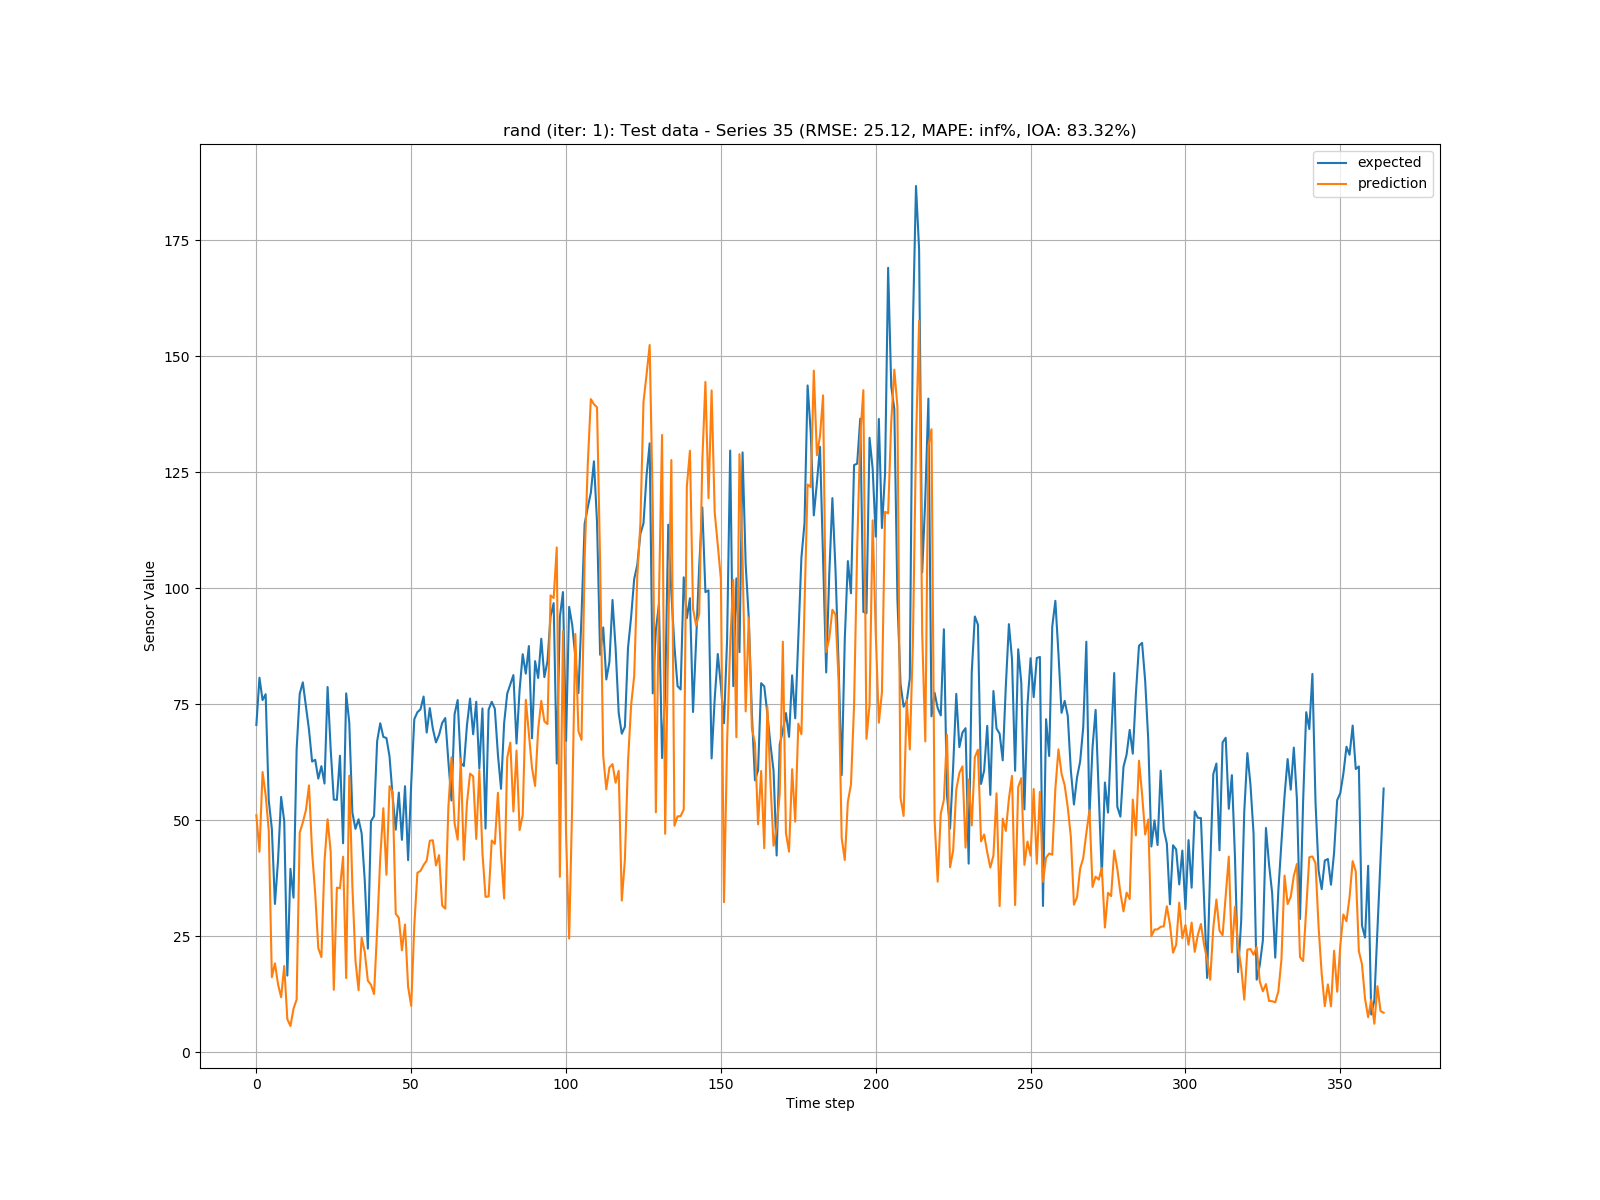 rand (iter: 1): Test data - Series 35 (RMSE: 25.12, MAPE: inf%, IOA: 83.32%)
expected
prediction
175
150
125
100
75
50
25
0
Sensor Value
0 50 100 150 200 250 300 350
Time step